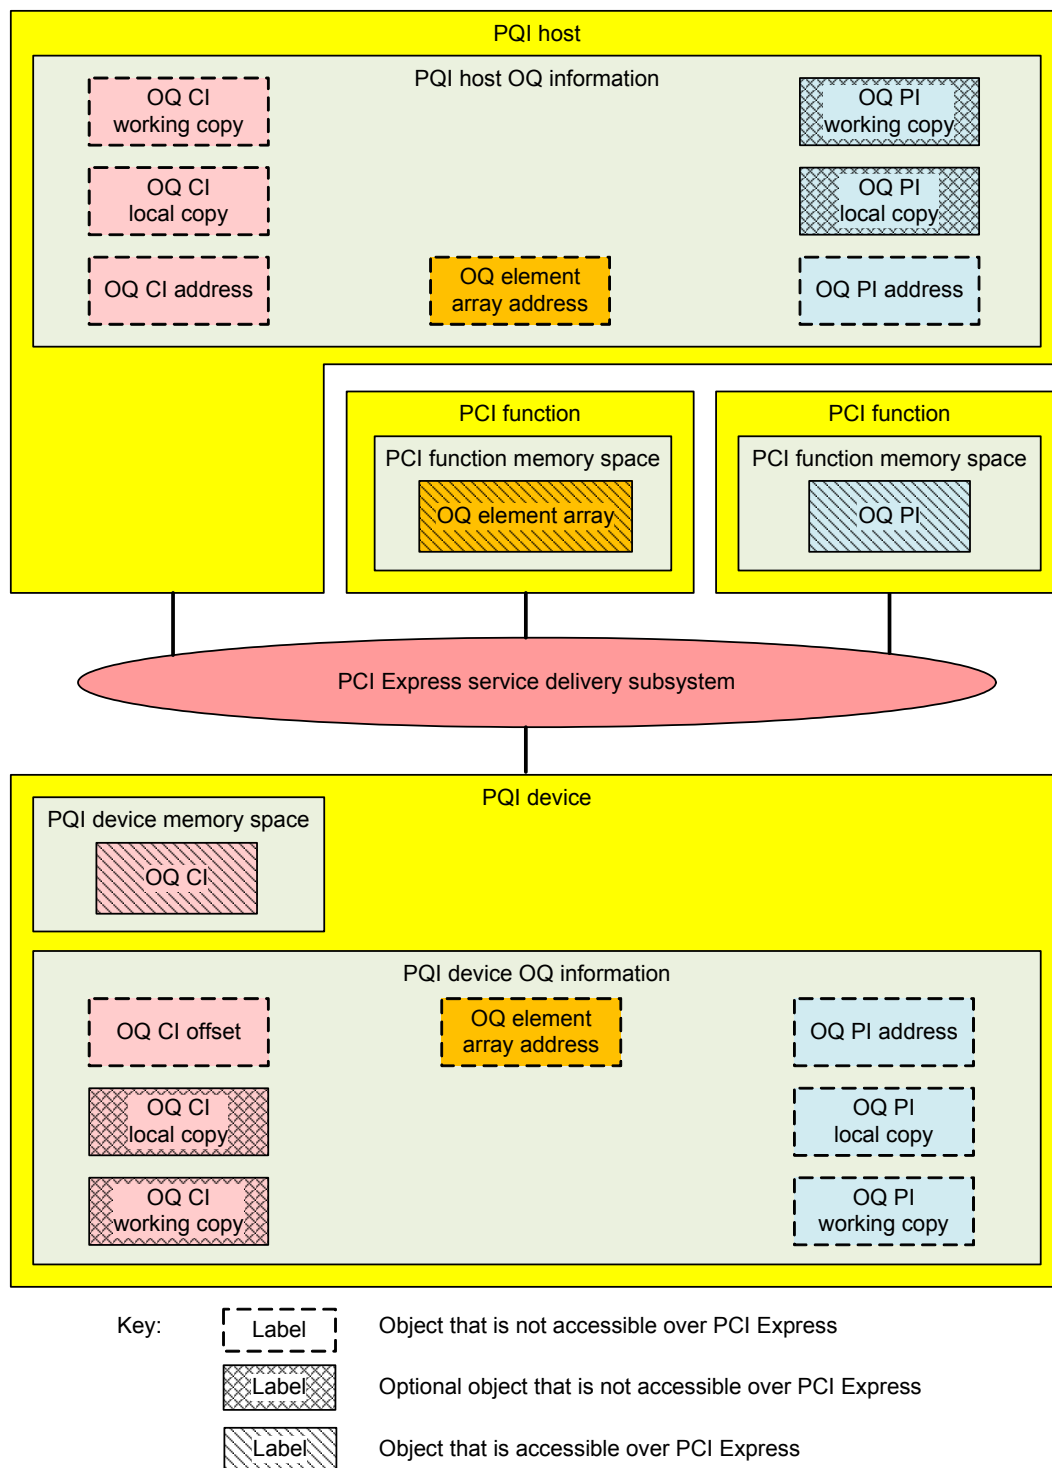 PQI host
PQI host OQ information
OQ CI
working copy
OQ PI
working copy
OQ CI
local copy
OQ PI
local copy
OQ CI address
OQ element
array address
OQ PI address
PCI function
PCI function memory space
OQ element array
PCI function
PCI function memory space
OQ PI
PCI Express service delivery subsystem
PQI device
PQI device memory space
OQ CI
PQI device OQ information
OQ CI offset
OQ element
array address
OQ PI address
OQ CI
local copy
OQ PI
local copy
OQ CI
working copy
OQ PI
working copy
Key:
Label
Object that is not accessible over PCI Express
Label
Optional object that is not accessible over PCI Express
Label
Object that is accessible over PCI Express